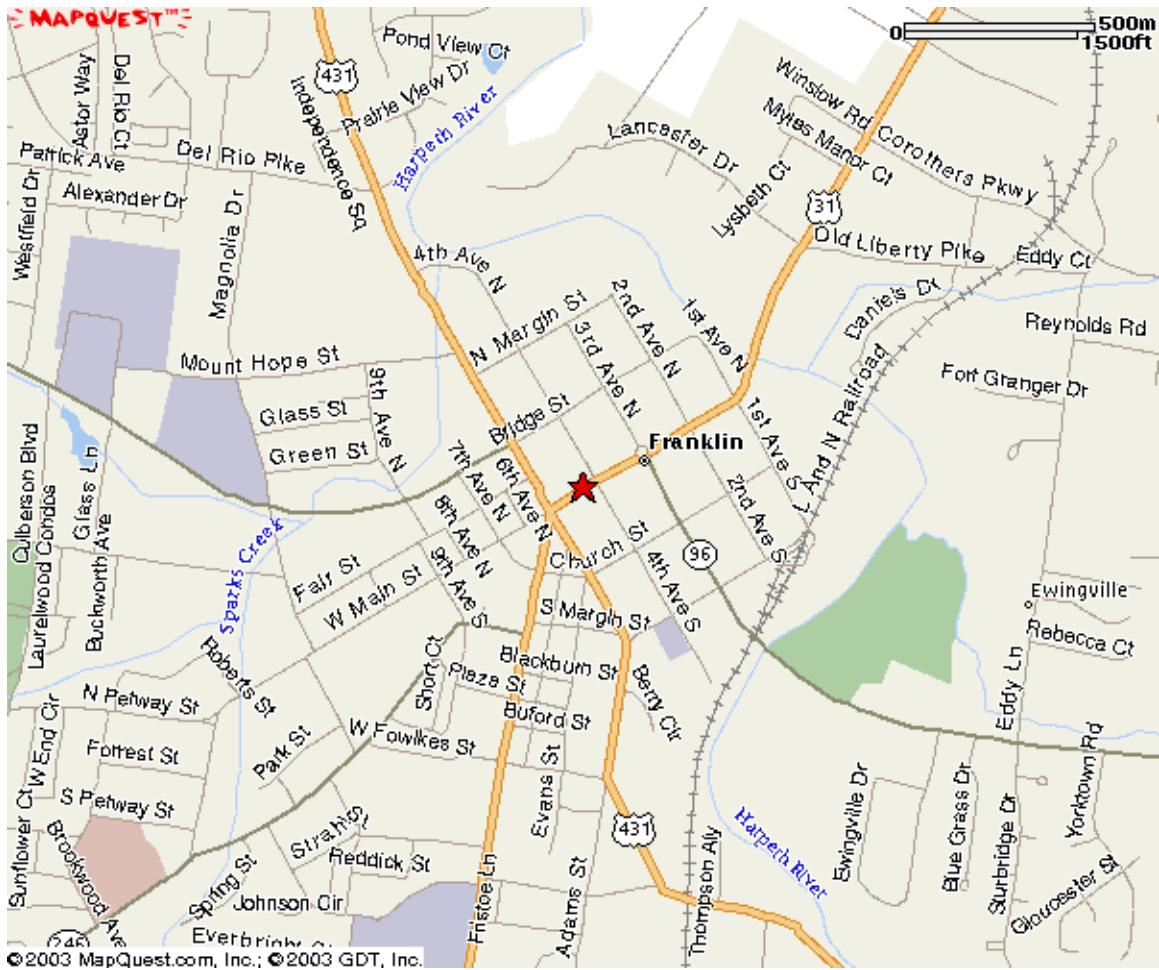 MAPQUEST™
0 500m
1500ft
Pond View Ct
431
Astor Way
Del Rio Ct
Independence Sq
Prairie View Dr
Harpeth River
Winslow Rd
Myles Manor Ct
Corothers Pkwy
Lancaster Dr
Lysbeth Ct
Patrick Ave
Del Rio Pike
Alexander Dr
Westfield Dr
Magnolia Dr
31
Old Liberty Pike
Eddy Ct
4th Ave N
N Margin St
2nd Ave N
1st Ave N
3rd Ave N
Daniels Dr
Reynolds Rd
Mount Hope St
9th Ave N
Fort Granger Dr
Glass St
Green St
Bridge St
Franklin
1st Ave S
L And N Railroad
Culberson Blvd
Glass Ln
7th Ave N
6th Ave N
8th Ave N
2nd Ave S
Laurelwood Condos
Buckworth Ave
Sparks Creek
Fair St
W Main St
9th Ave S
Church St
4th Ave S
96
S Margin St
Ewingville
Rebecca Ct
Eddy Ln
Roberts St
Short Ct
Blackburn St
Plaza St
Buford St
Berry Cir
N Petway St
W End Cir
Forrest St
Park St
W Fowlkes St
Evans St
S Petway St
Sunflower Ct
Brookwood Ave
Strahl St
Reddick St
Spring St
Johnson Cir
Everbright
431
Fristoe Ln
Adams St
Thompson Aly
Harpeth River
Ewingville Dr
Blue Grass Dr
Sturbridge Dr
Yorktown Rd
Gloucester St
246
©2003 MapQuest.com, Inc.; ©2003 GDT, Inc.